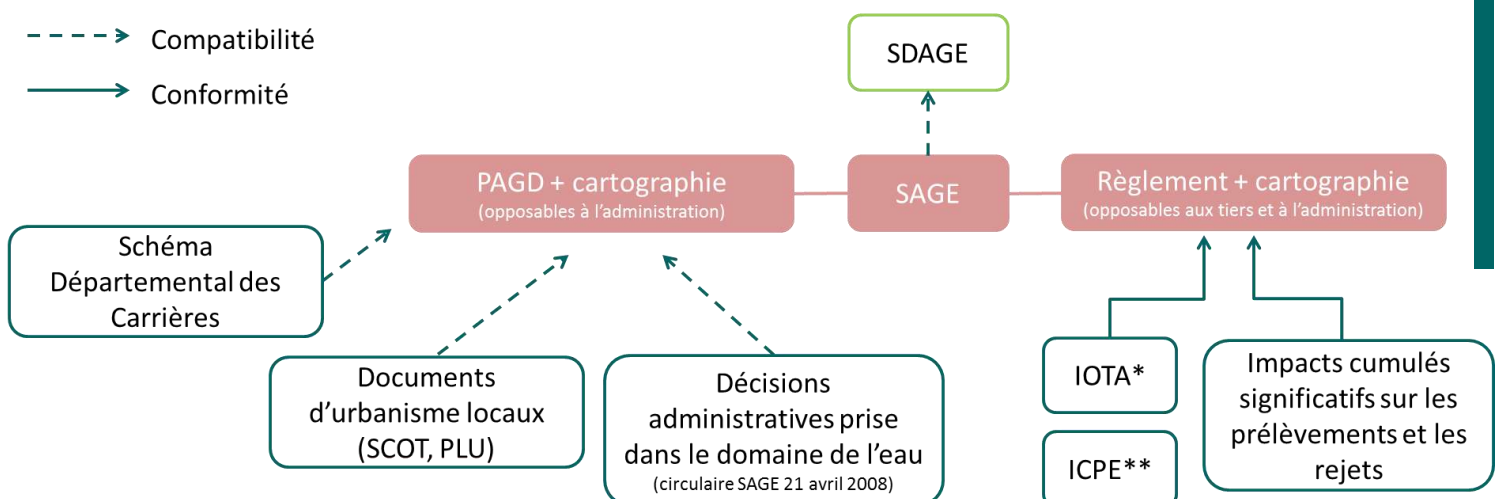 Compatibilité
Conformité
SDAGE
PAGD + cartographie
(opposables à l'administration)
SAGE
Règlement + cartographie
(opposables aux tiers et à l'administration)
Schéma
Départemental des
Carrières
Documents
d'urbanisme locaux
(SCOT, PLU)
Décisions
administratives prise
dans le domaine de l'eau
(circulaire SAGE 21 avril 2008)
IOTA*
ICPE**
Impacts cumulés
significatifs sur les
prélèvements et les
rejets